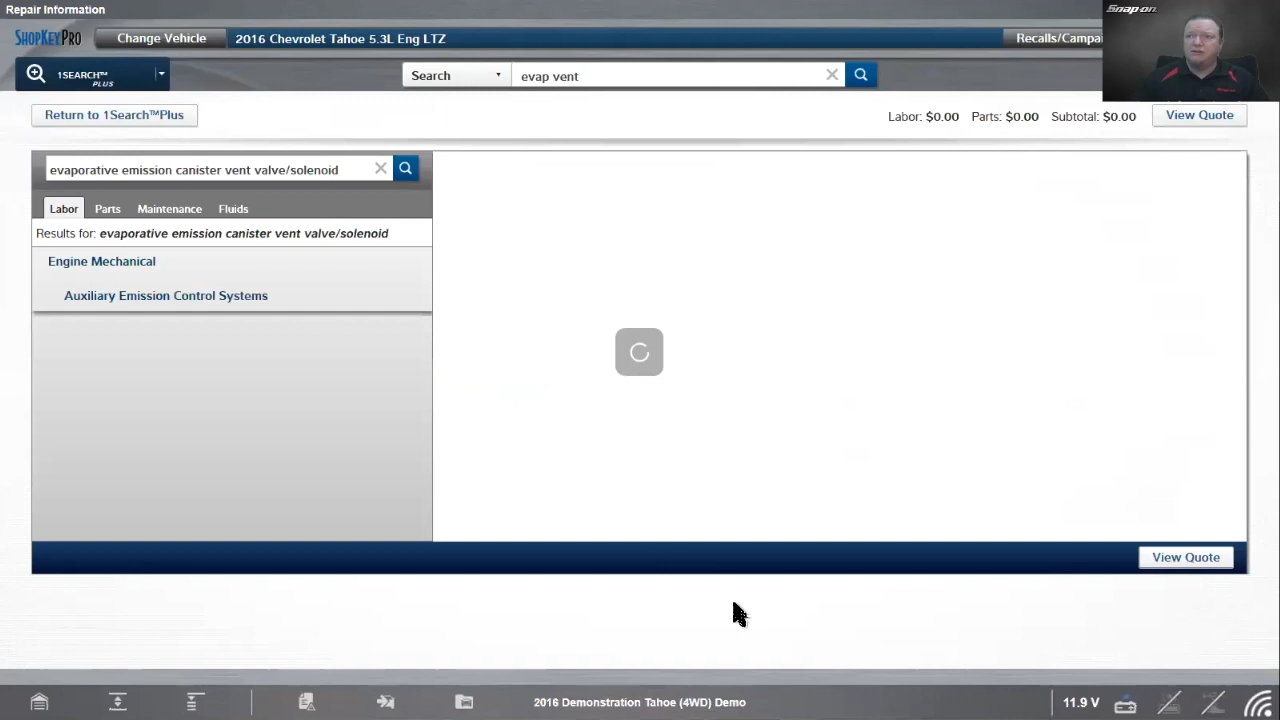 Repair Information
Snap-on
SHOPKEYPRO
Change Vehicle
2016 Chevrolet Tahoe 5.3L Eng LTZ
Recalls/Campa
1SEARCH™
PLUS
Search
evap vent
Return to 1Search™Plus
Labor: $0.00 Parts: $0.00 Subtotal: $0.00
View Quote
evaporative emission canister vent valve/solenoid
Labor Parts Maintenance Fluids
Results for: evaporative emission canister vent valve/solenoid
Engine Mechanical
Auxiliary Emission Control Systems
View Quote
2016 Demonstration Tahoe (4WD) Demo
11.9 V